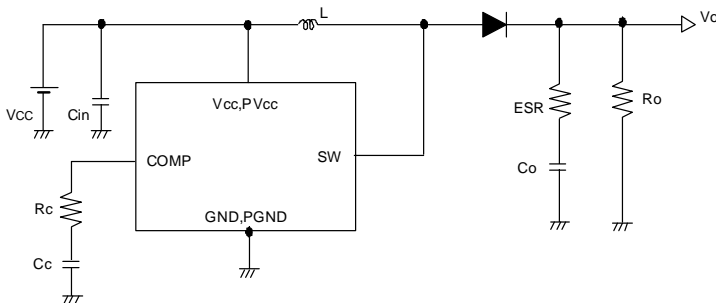 L
Vo
VCC
Cin
Vcc,PVcc
ESR
Ro
COMP
SW
Co
Rc
GND,PGND
Cc